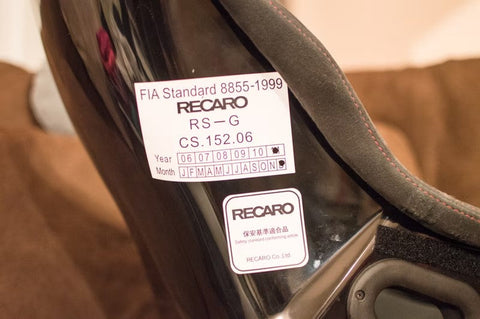 FIA Standard 8855-1999
RECARO
RS-G
CS.152.06
Year 06 07 08 09 10
Month J F M A M J J A S O N
RECARO
保安基準適合品
Safety standard conforming article
RECARO Co.,Ltd.